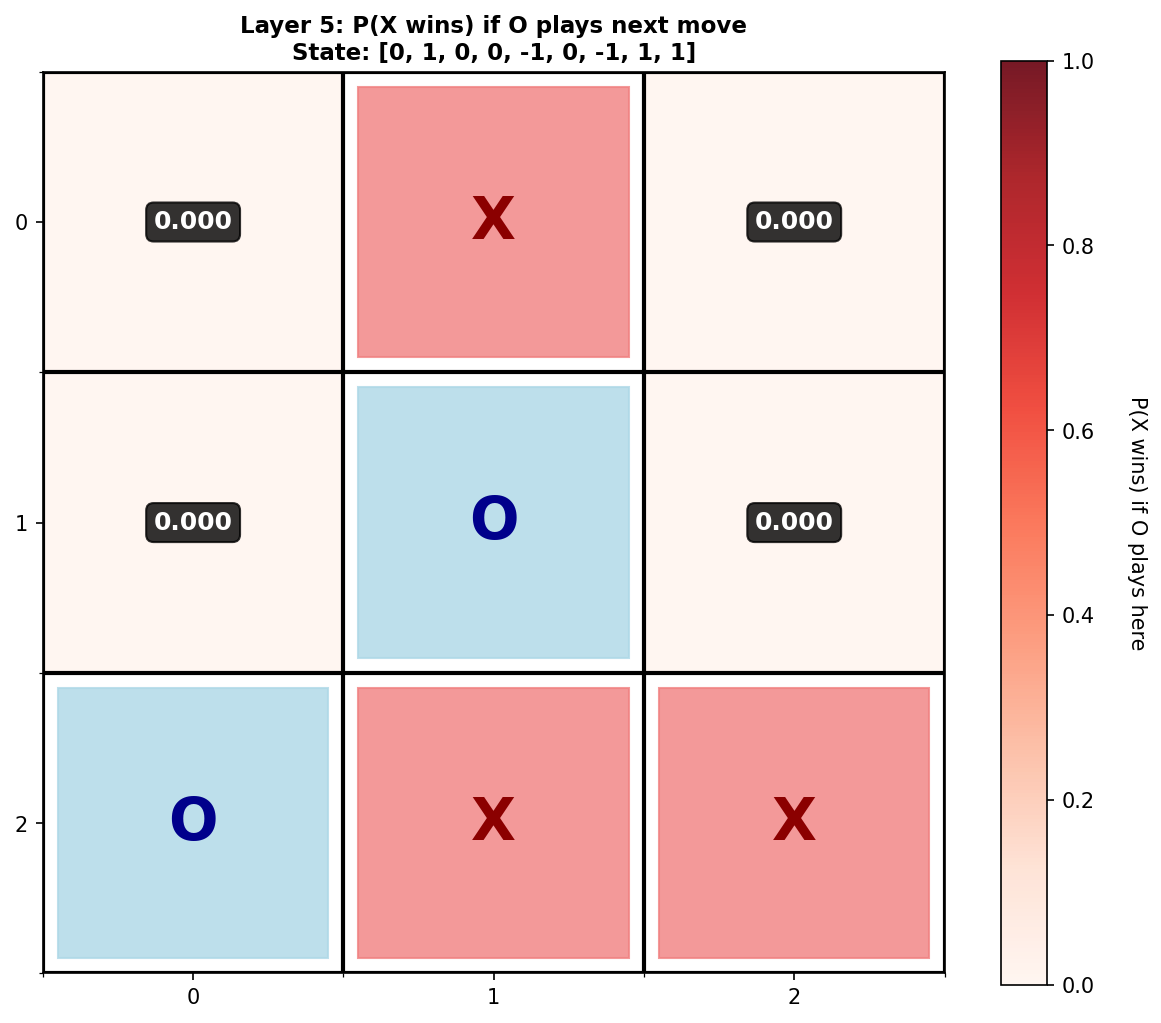 Layer 5: P(X wins) if O plays next move
State: [0, 1, 0, 0, -1, 0, -1, 1, 1]
0
0.000
X
0.000
1
0.000
O
0.000
2
O
X
X
0
1
2
1.0
0.8
0.6
0.4
0.2
0.0
P(X wins) if O plays here